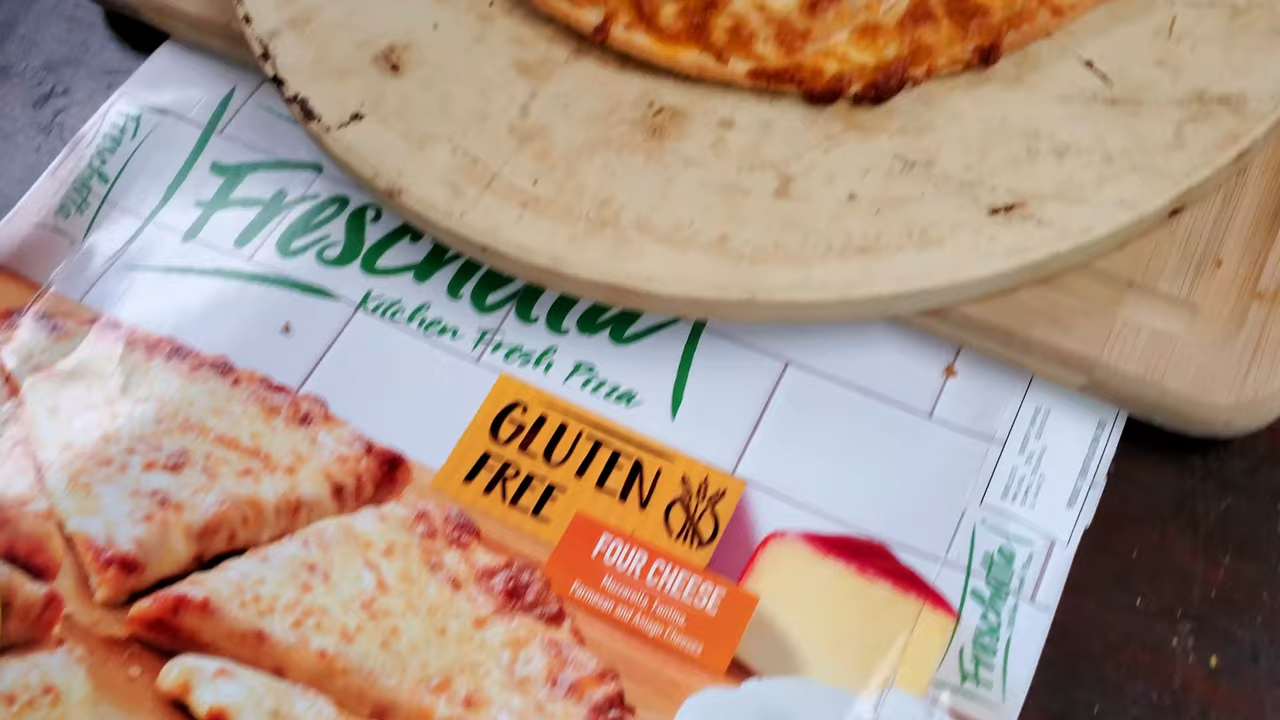 Freschetta
Kitchen Fresh Pizza
GLUTEN
FREE
FOUR CHEESE
Mozzarella, Fontina,
Parmesan and Asiago Cheeses
Freschetta
Freschetta